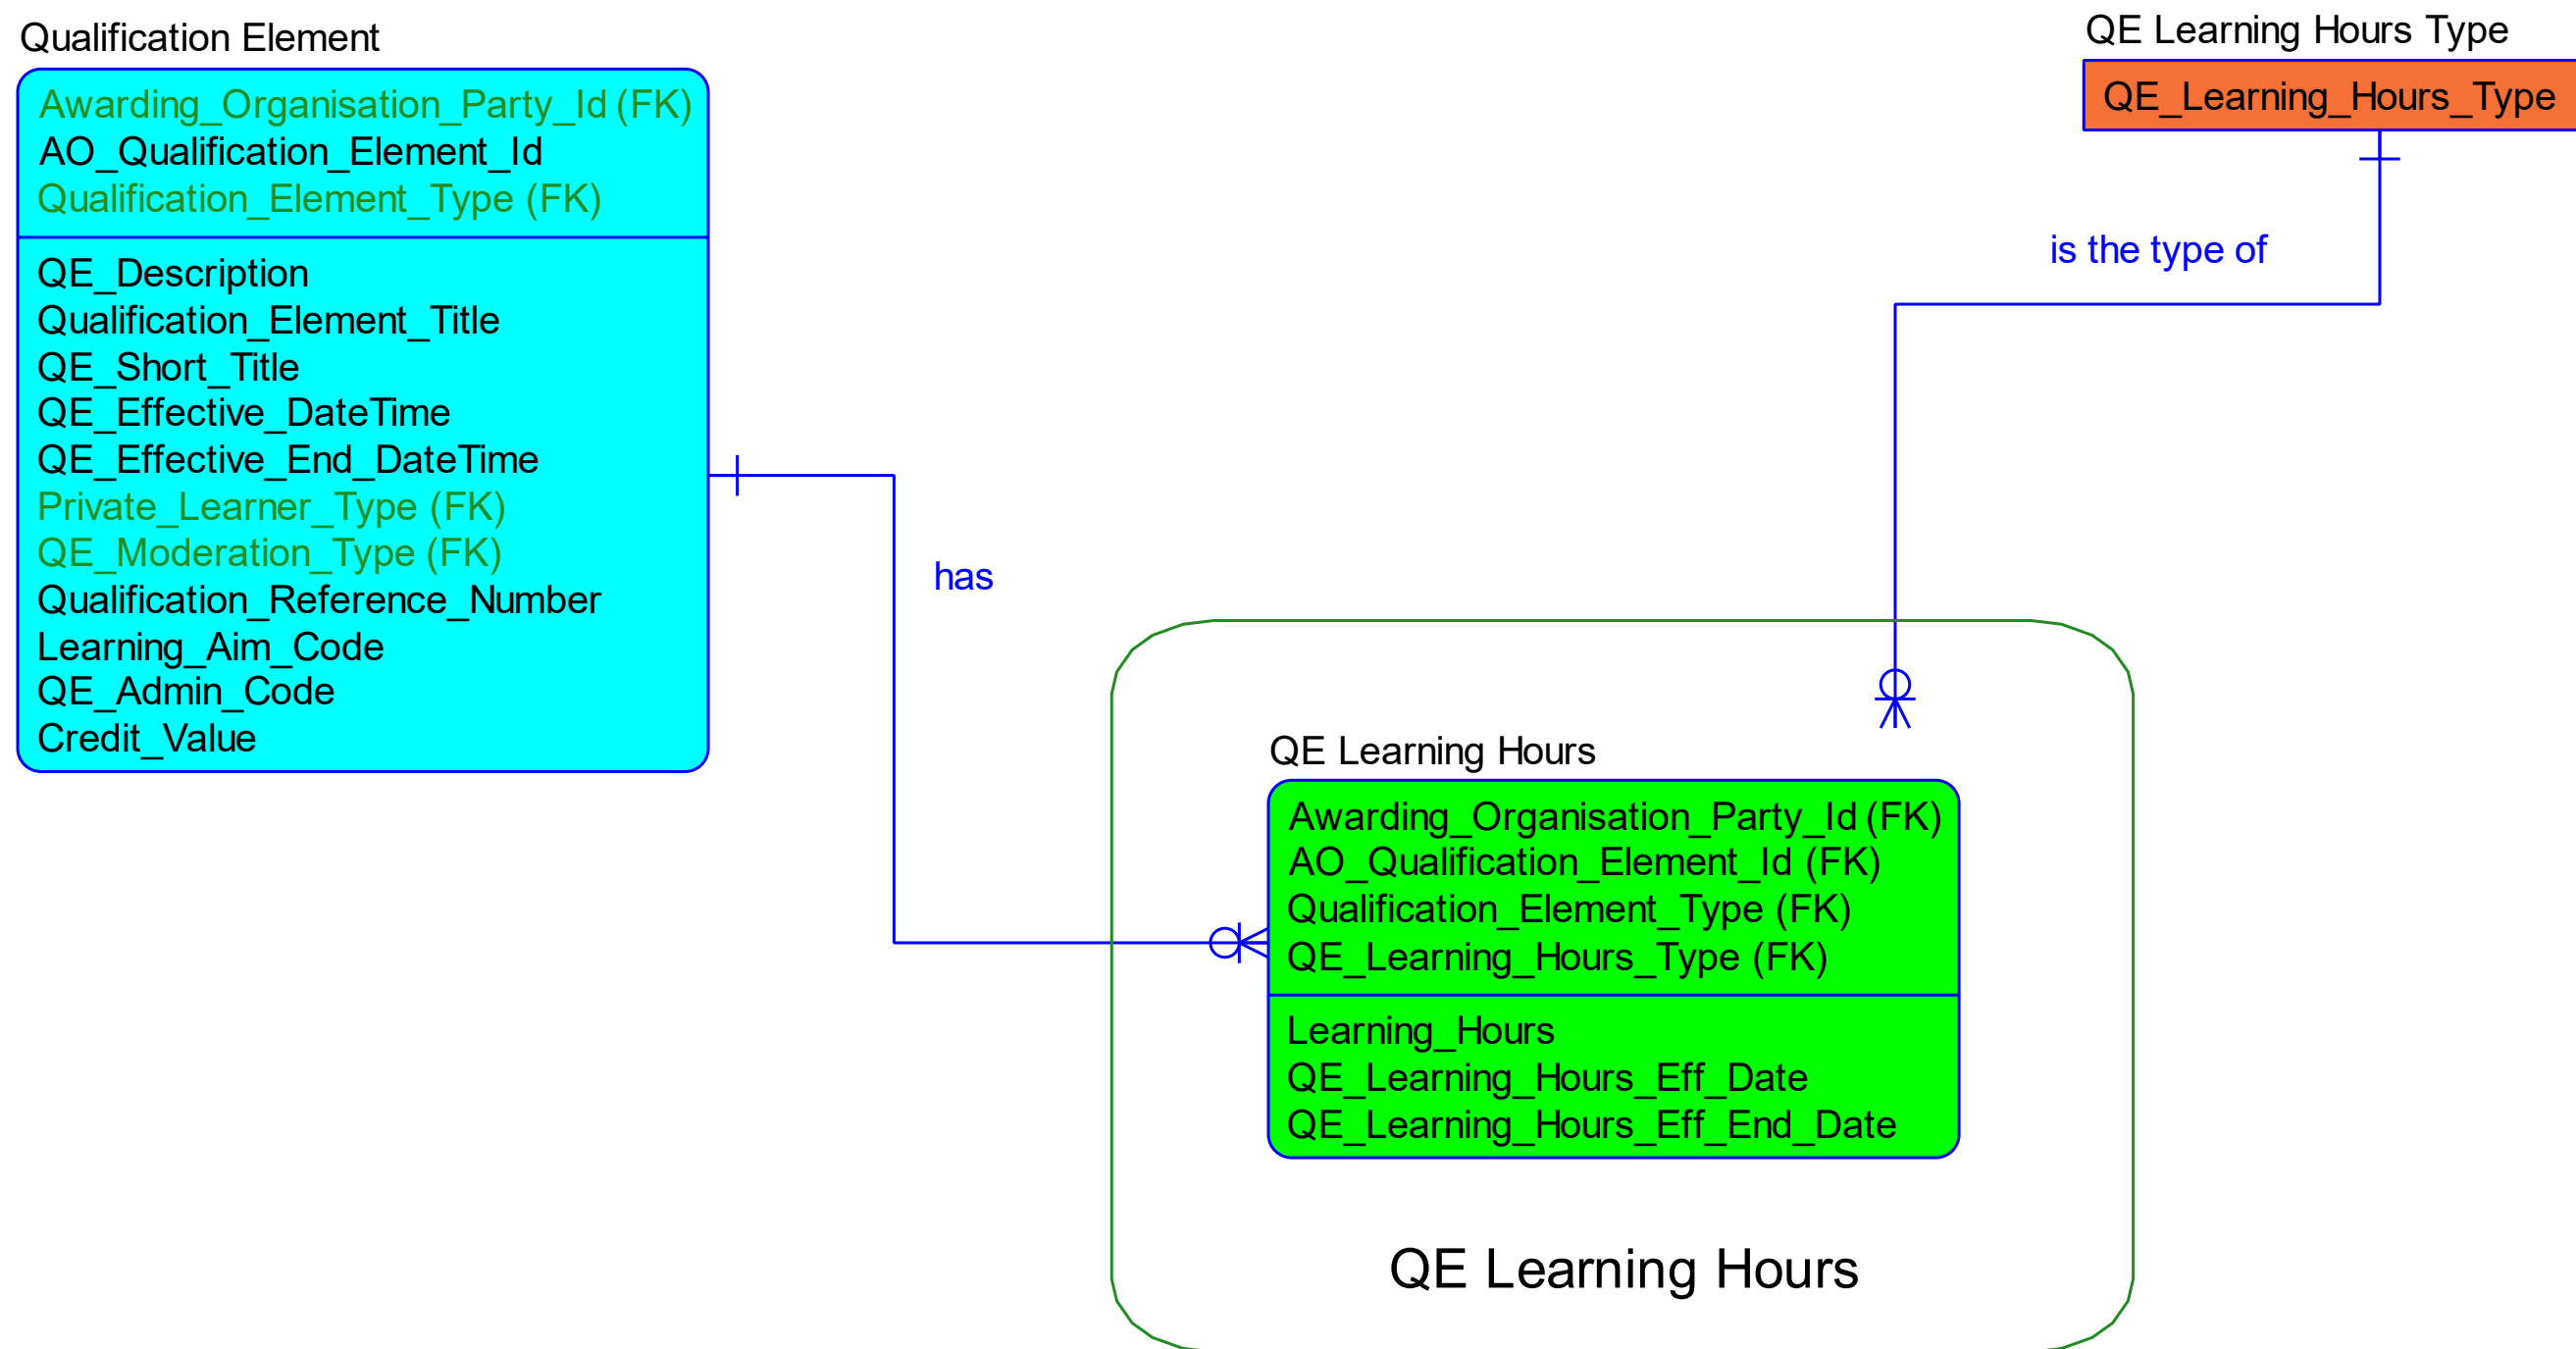 Qualification Element
Awarding_Organisation_Party_Id (FK)
AO_Qualification_Element_Id
Qualification_Element_Type (FK)
QE_Description
Qualification_Element_Title
QE_Short_Title
QE_Effective_DateTime
QE_Effective_End_DateTime
Private_Learner_Type (FK)
QE_Moderation_Type (FK)
Qualification_Reference_Number
Learning_Aim_Code
QE_Admin_Code
Credit_Value
has
QE Learning Hours Type
QE_Learning_Hours_Type
is the type of
QE Learning Hours
Awarding_Organisation_Party_Id (FK)
AO_Qualification_Element_Id (FK)
Qualification_Element_Type (FK)
QE_Learning_Hours_Type (FK)
Learning_Hours
QE_Learning_Hours_Eff_Date
QE_Learning_Hours_Eff_End_Date
QE Learning Hours